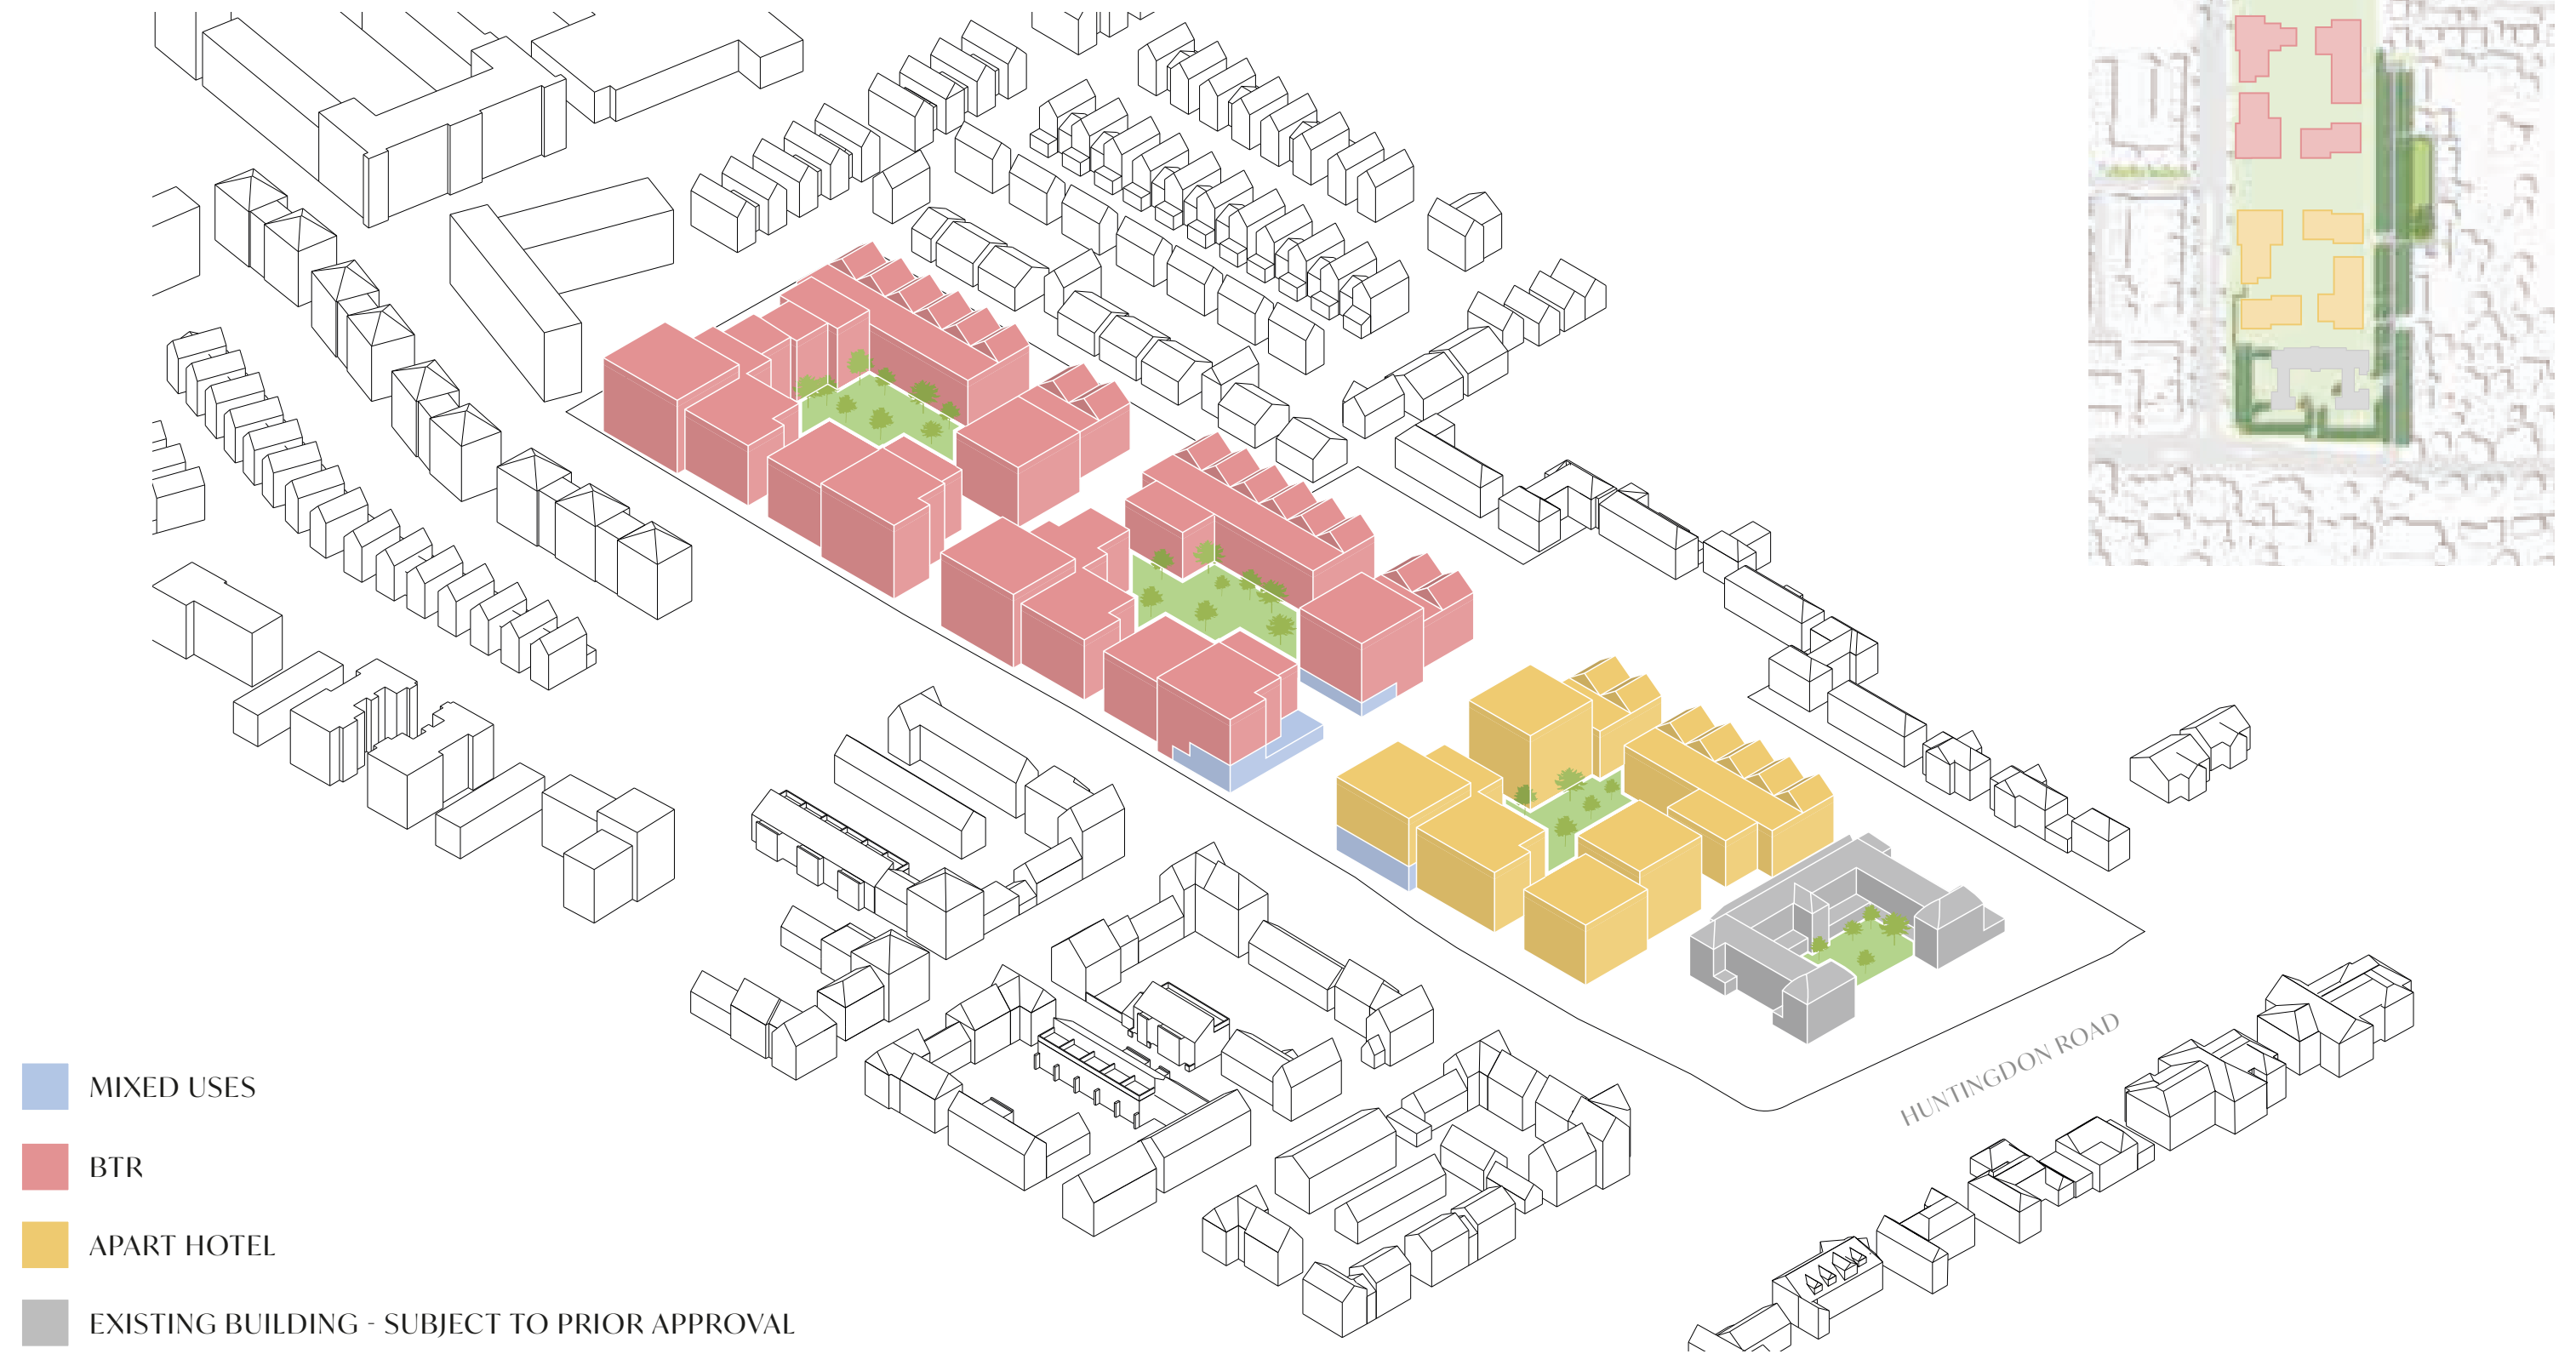 HUNTINGDON ROAD
MIXED USES
BTR
APART HOTEL
EXISTING BUILDING - SUBJECT TO PRIOR APPROVAL